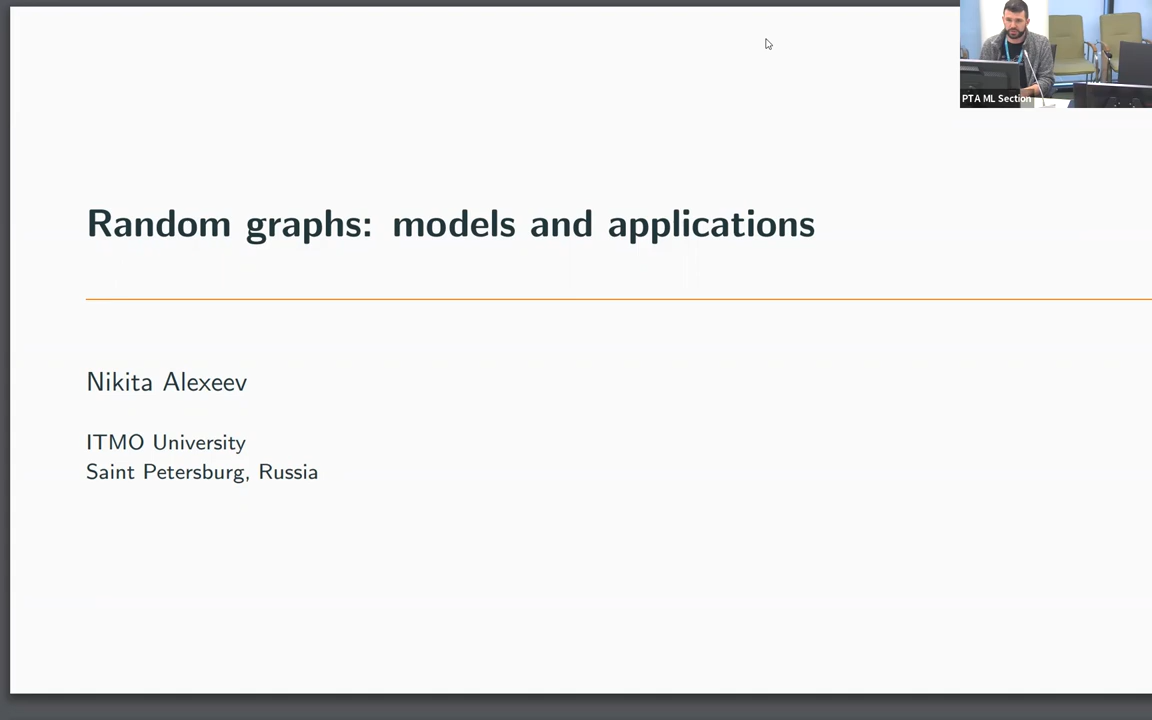 PTA ML Section
Random graphs: models and applications
Nikita Alexeev
ITMO University
Saint Petersburg, Russia